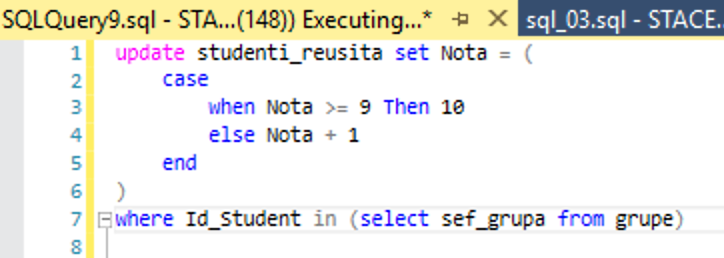 SQLQuery9.sql - STA...(148)) Executing...* sql_03.sql - STACE..
1 update studenti_reusita set Nota = (
2 case
3 when Nota >= 9 Then 10
4 else Nota + 1
5 end
6 )
7 where Id_Student in (select sef_grupa from grupe)
8